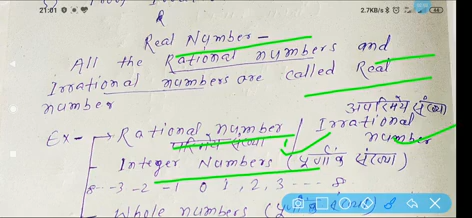 21:01
2.7KB/s
&
Real Number -
All the Rational numbers and
Irrational numbers are called Real
number
अपरिमेय संख्या
Ex - Rational number / Irrational
परिमेय संख्या number
Integer Numbers (पूर्णांक संख्या)
-3 -2 -1 0 1, 2, 3 ----
Whole numbers